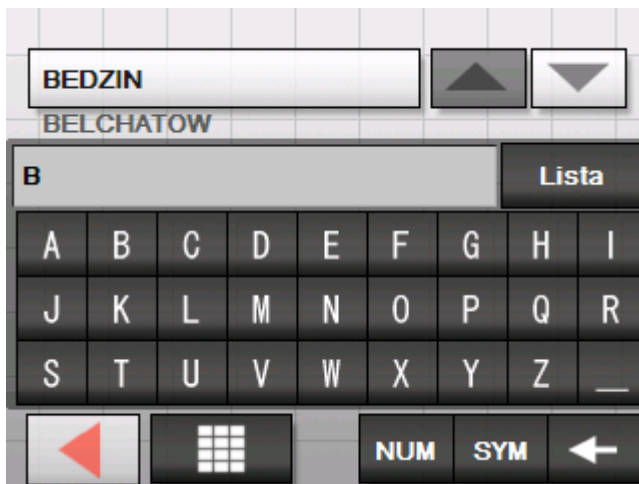 BEDZIN
BELCHATOW
B Lista
A B C D E F G H I
J K L M N O P Q R
S T U V W X Y Z _
NUM SYM